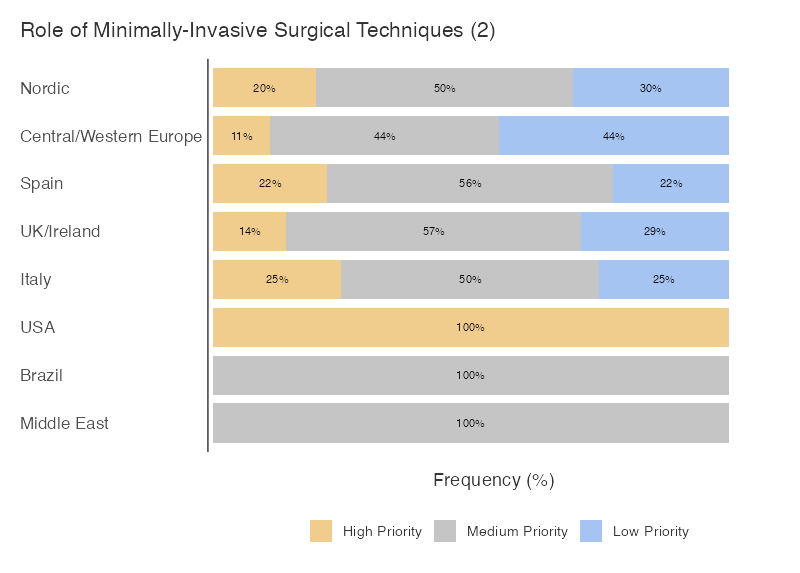 Role of Minimally-Invasive Surgical Techniques (2)
Nordic 20% 50% 30%
Central/Western Europe 11% 44% 44%
Spain 22% 56% 22%
UK/Ireland 14% 57% 29%
Italy 25% 50% 25%
USA 100%
Brazil 100%
Middle East 100%
Frequency (%)
High Priority Medium Priority Low Priority